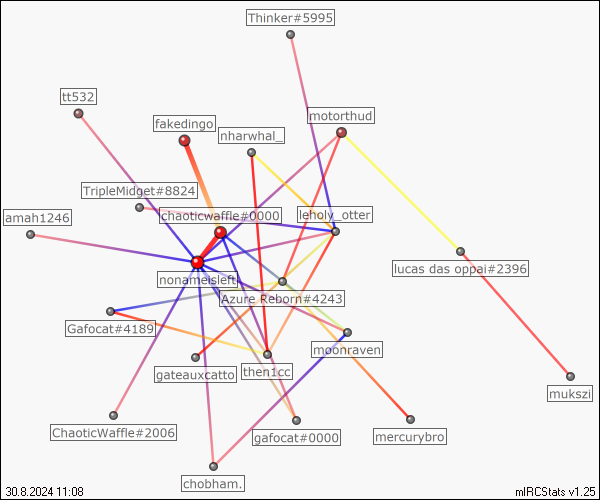 Thinker#5995
tt532
motorthud
fakedingo
nharwhal_
TripleMidget#8824
chaoticwaffle#0000
leholy_otter
amah1246
nonameisleft
lucas das oppai#2396
Azure Reborn#4243
Gafocat#4189
moonraven
gateauxcatto
then1cc
mukszi
ChaoticWaffle#2006
gafocat#0000
mercurybro
chobham.
30.8.2024 11:08
mIRCStats v1.25